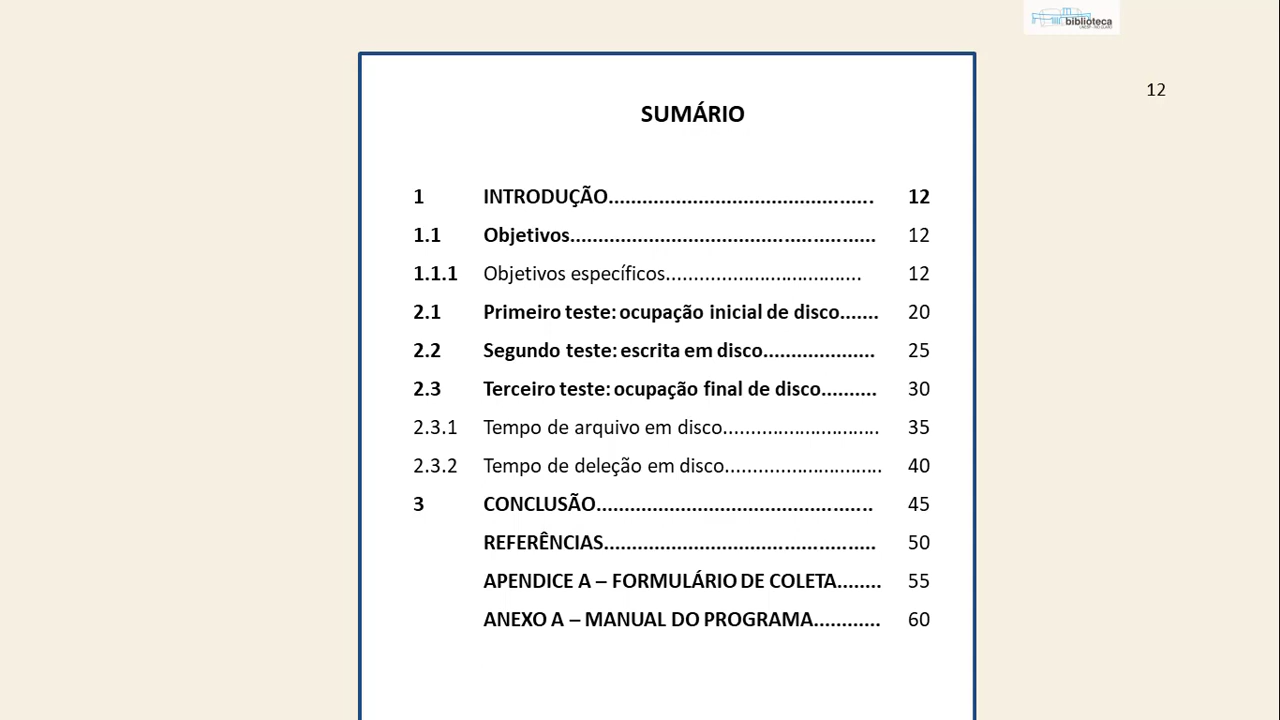 biblioteca
12
SUMÁRIO
1 INTRODUÇÃO............................................... 12
1.1 Objetivos...................................................... 12
1.1.1 Objetivos específicos................................... 12
2.1 Primeiro teste: ocupação inicial de disco....... 20
2.2 Segundo teste: escrita em disco.................... 25
2.3 Terceiro teste: ocupação final de disco.......... 30
2.3.1 Tempo de arquivo em disco............................ 35
2.3.2 Tempo de deleção em disco............................ 40
3 CONCLUSÃO................................................. 45
REFERÊNCIAS................................................ 50
APENDICE A – FORMULÁRIO DE COLETA........ 55
ANEXO A – MANUAL DO PROGRAMA............ 60